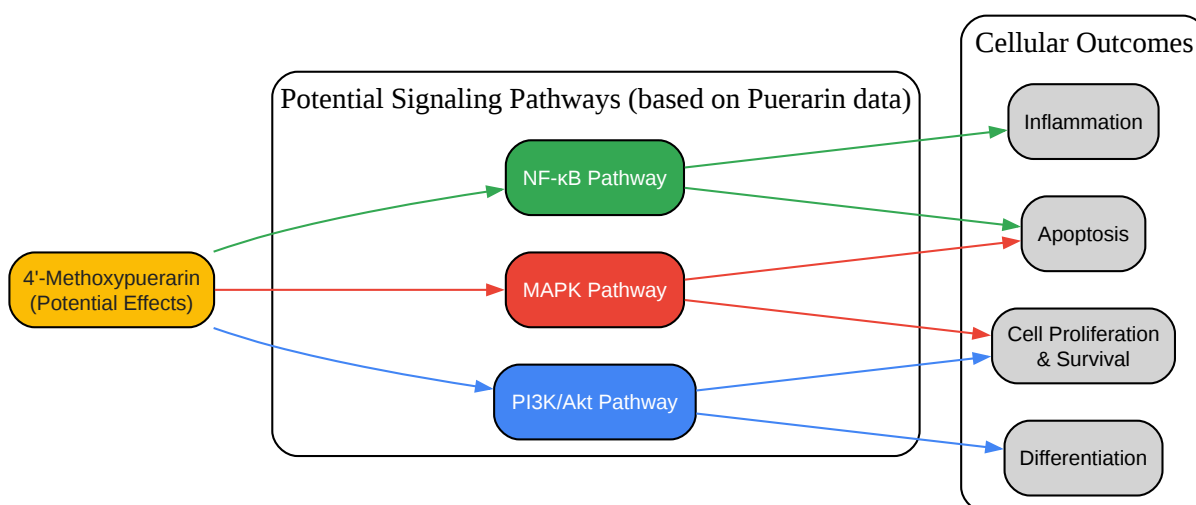 4'-Methoxypuerarin
(Potential Effects)
Potential Signaling Pathways (based on Puerarin data)
NF-κB Pathway
MAPK Pathway
PI3K/Akt Pathway
Cellular Outcomes
Inflammation
Apoptosis
Cell Proliferation
& Survival
Differentiation